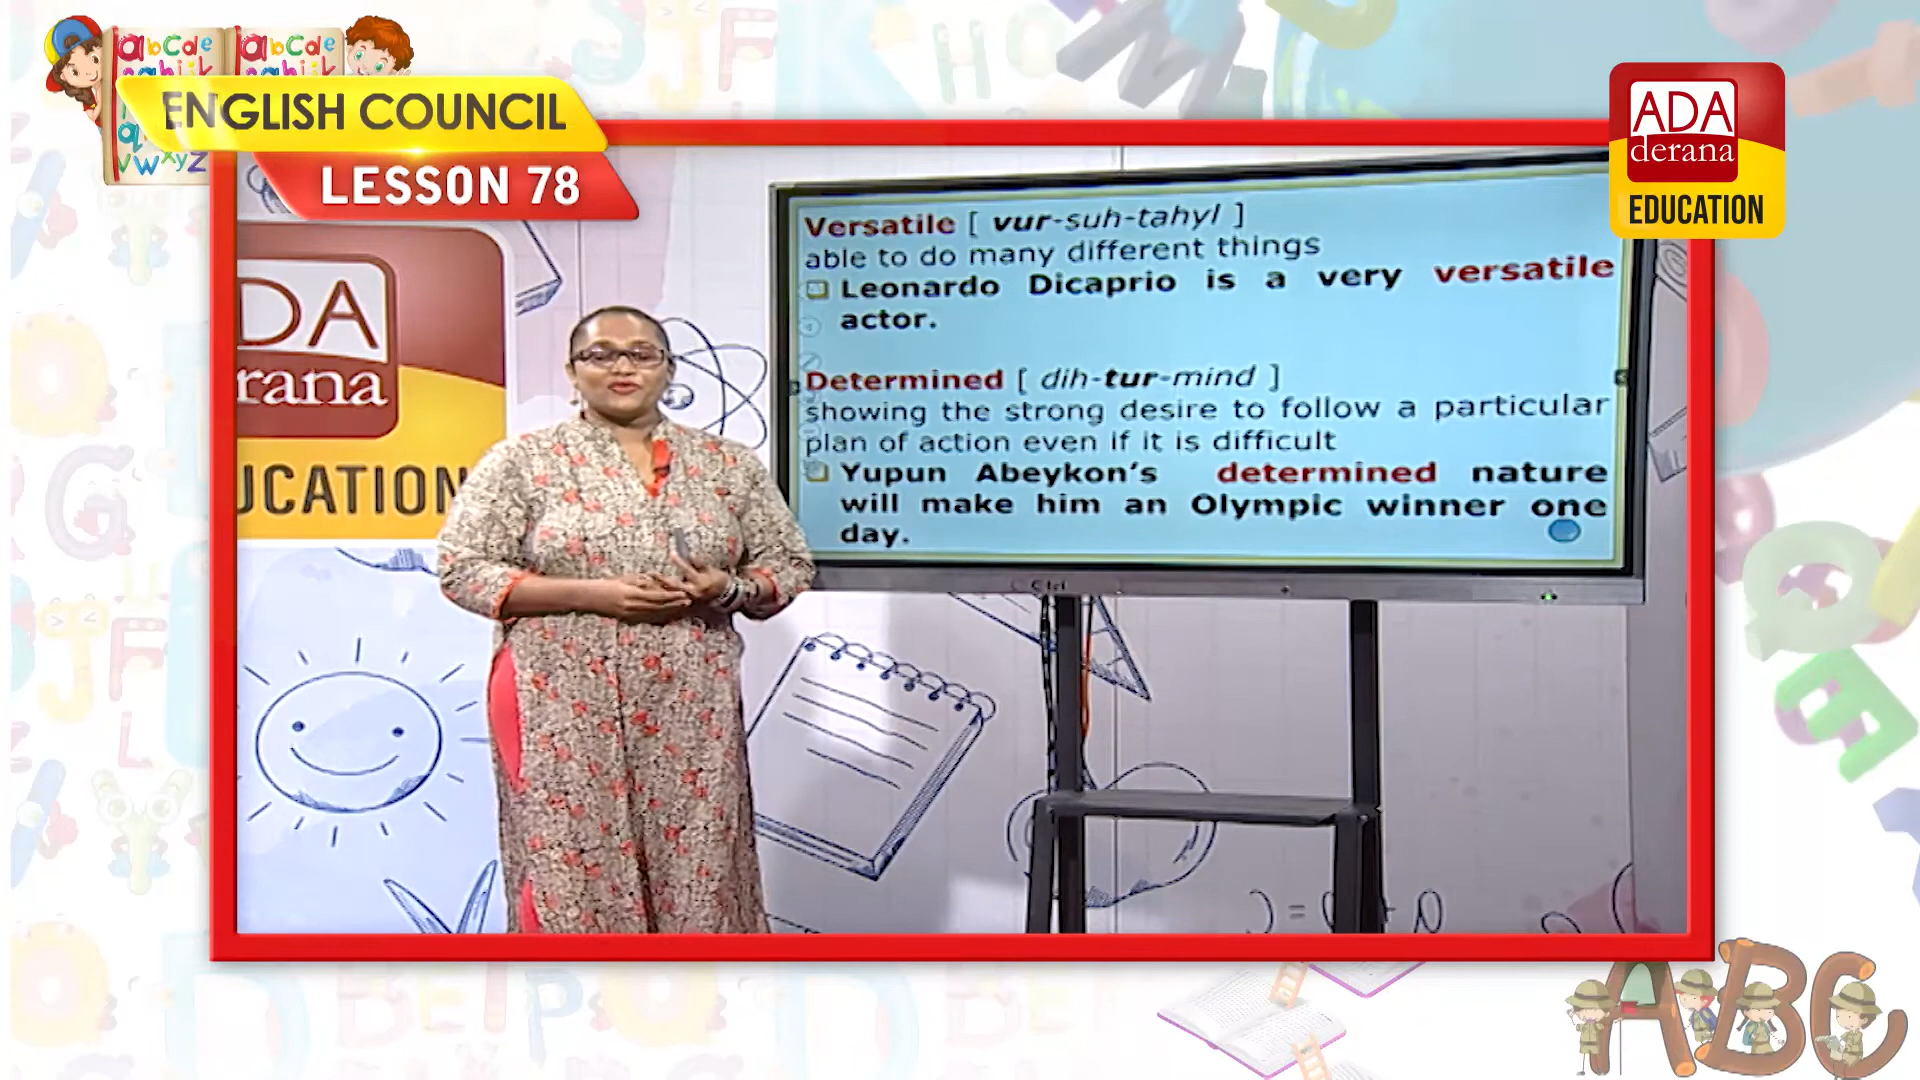 ENGLISH COUNCIL
LESSON 78
ADA
derana
EDUCATION
DA
rana
UCATION
Versatile [ vur-suh-tahyl ]
able to do many different things
Leonardo Dicaprio is a very versatile
actor.
Determined [ dih-tur-mind ]
showing the strong desire to follow a particular
plan of action even if it is difficult
Yupun Abeykon’s determined nature
will make him an Olympic winner one
day.
ABC